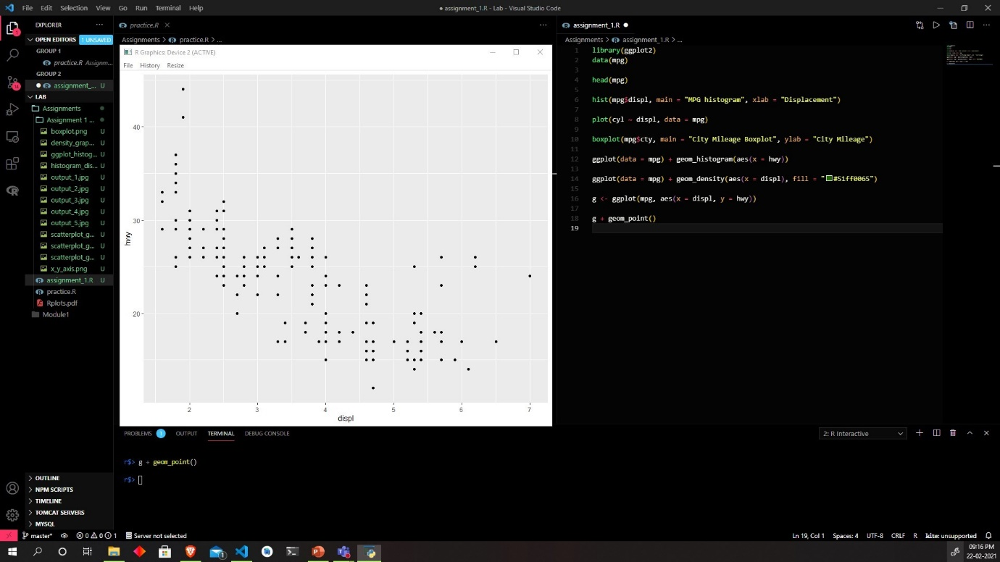 File Edit Selection View Go Run Terminal Help
● assignment_1.R - Lab - Visual Studio Code
EXPLORER
OPEN EDITORS 1 UNSAVED
GROUP 1
practice.R Assignm...
GROUP 2
assignment_... U
LAB
Assignments
Assignment 1 ...
boxplot.png U
density_grap... U
ggplot_histog... U
histogram_dis... U
output_1.jpg U
output_2.jpg U
output_3.jpg U
output_4.jpg U
output_5.jpg U
scatterplot_g... U
scatterplot_g... U
scatterplot_g... U
x_y_axis.png U
assignment_1.R U
practice.R
Rplots.pdf
Module1
OUTLINE
NPM SCRIPTS
TIMELINE
TOMCAT SERVERS
MYSQL
practice.R
Assignments > practice.R > ...
R Graphics: Device 2 (ACTIVE)
File History Resize
40
30
20
hwy
2 3 4 5 6 7
displ
assignment_1.R
Assignments > assignment_1.R > ...
1 library(ggplot2)
2 data(mpg)
3
4 head(mpg)
5
6 hist(mpg$displ, main = "MPG histogram", xlab = "Displacement")
7
8 plot(cyl ~ displ, data = mpg)
9
10 boxplot(mpg$cty, main = "City Mileage Boxplot", ylab = "City Mileage")
11
12 ggplot(data = mpg) + geom_histogram(aes(x = hwy))
13
14 ggplot(data = mpg) + geom_density(aes(x = displ), fill = "#51ff0065")
15
16 g <- ggplot(mpg, aes(x = displ, y = hwy))
17
18 g + geom_point()
19
PROBLEMS 1 OUTPUT TERMINAL DEBUG CONSOLE
2: R Interactive
r$> g + geom_point()
r$>
master* 0 0 1 Server not selected
Ln 19, Col 1 Spaces: 4 UTF-8 CRLF R kite: unsupported
09:16 PM
22-02-2021